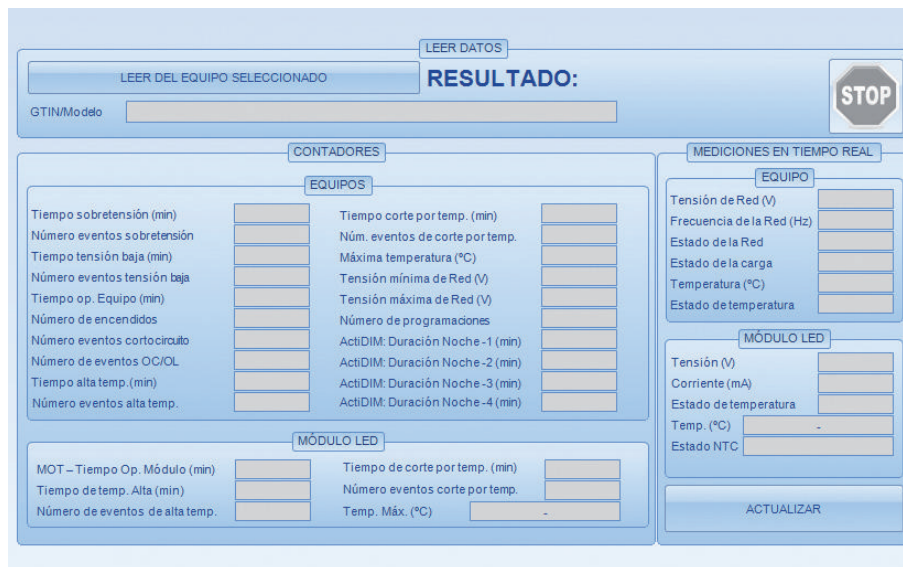 LEER DATOS
LEER DEL EQUIPO SELECCIONADO
RESULTADO:
STOP
GTIN/Modelo
CONTADORES
EQUIPOS
Tiempo sobretensión (min)
Número eventos sobretensión
Tiempo tensión baja (min)
Número eventos tensión baja
Tiempo op. Equipo (min)
Número de encendidos
Número eventos cortocircuito
Número de eventos OC/OL
Tiempo alta temp.(min)
Número eventos alta temp.
Tiempo corte por temp. (min)
Núm. eventos de corte por temp.
Máxima temperatura (ºC)
Tensión mínima de Red (V)
Tensión máxima de Red (V)
Número de programaciones
ActiDIM: Duración Noche -1 (min)
ActiDIM: Duración Noche -2 (min)
ActiDIM: Duración Noche -3 (min)
ActiDIM: Duración Noche -4 (min)
MÓDULO LED
MOT – Tiempo Op. Módulo (min)
Tiempo de temp. Alta (min)
Número de eventos de alta temp.
Tiempo de corte por temp. (min)
Número eventos corte por temp.
Temp. Máx. (ºC) -
MEDICIONES EN TIEMPO REAL
EQUIPO
Tensión de Red (V)
Frecuencia de la Red (Hz)
Estado de la Red
Estado de la carga
Temperatura (ºC)
Estado de temperatura
MÓDULO LED
Tensión (V)
Corriente (mA)
Estado de temperatura
Temp. (ºC) -
Estado NTC
ACTUALIZAR